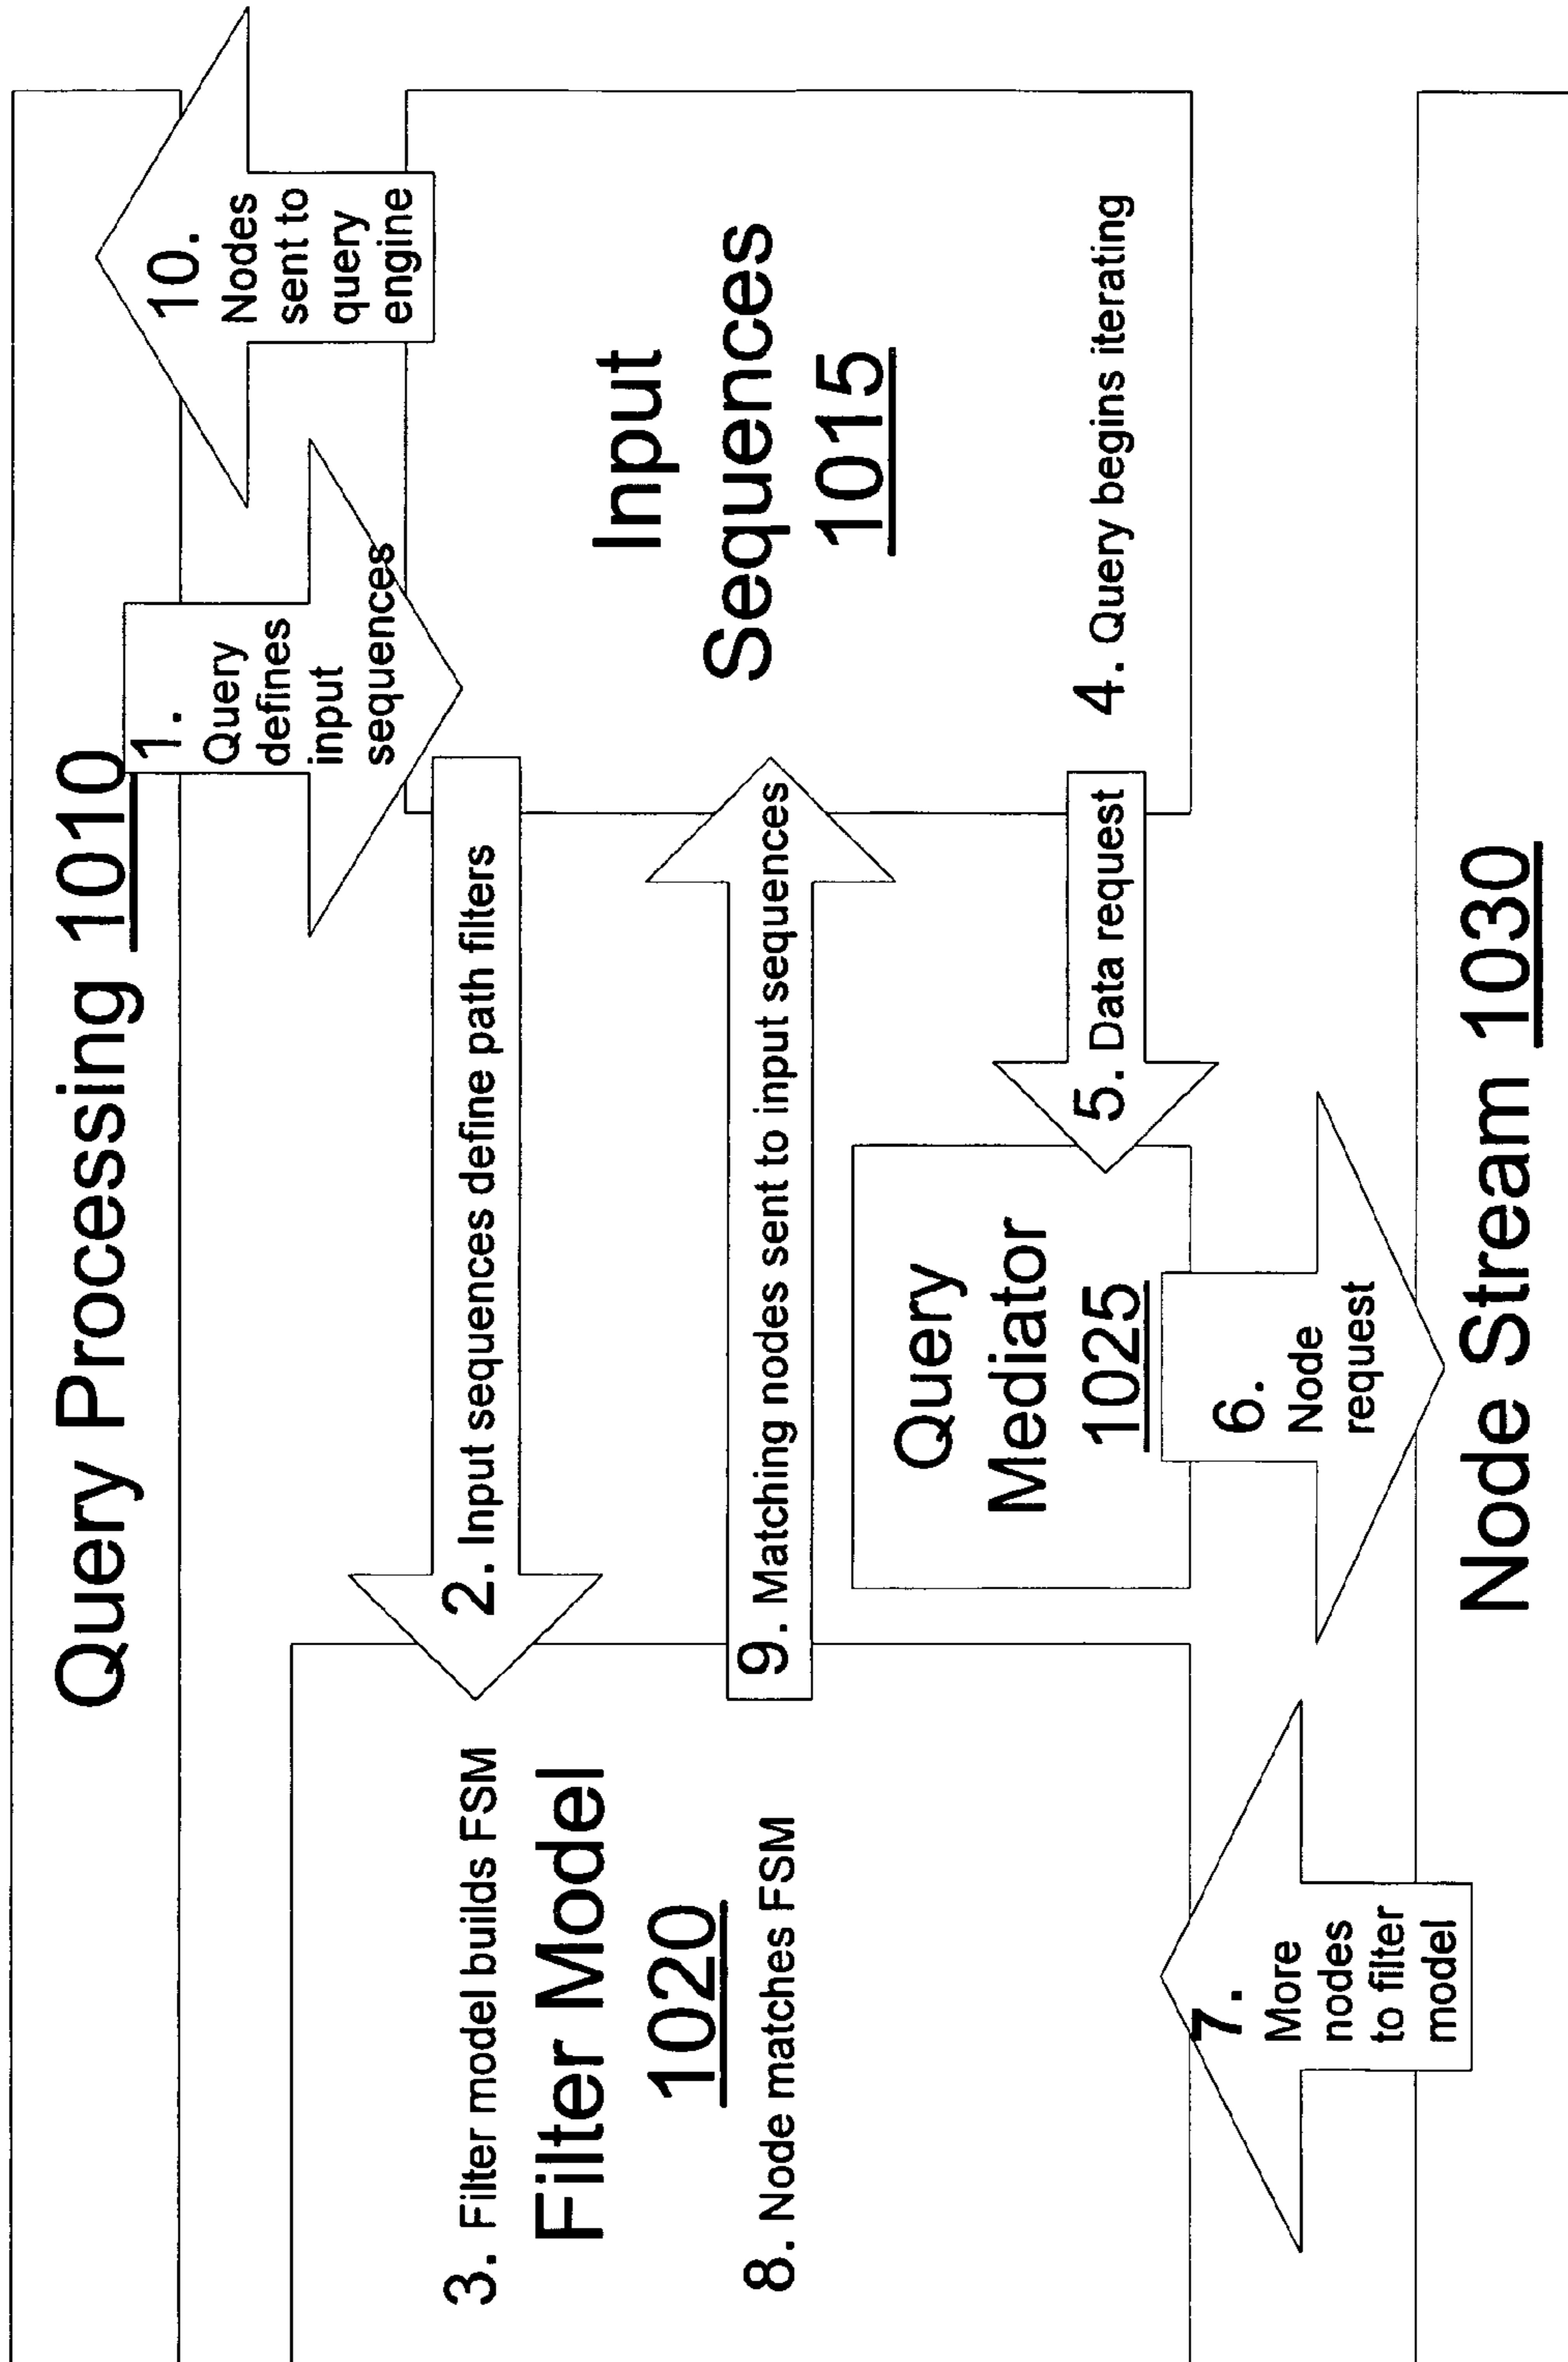 Query Processing 1010
1.
Query
defines
input
sequences
10.
Nodes
sent to
query
engine
2. Input sequences define path filters
3. Filter model builds FSM
Filter Model
1020
8. Node matches FSM
9. Matching nodes sent to input sequences
Input
Sequences
1015
4. Query begins iterating
5. Data request
Query
Mediator
1025
6.
Node
request
7.
More
nodes
to filter
model
Node Stream 1030